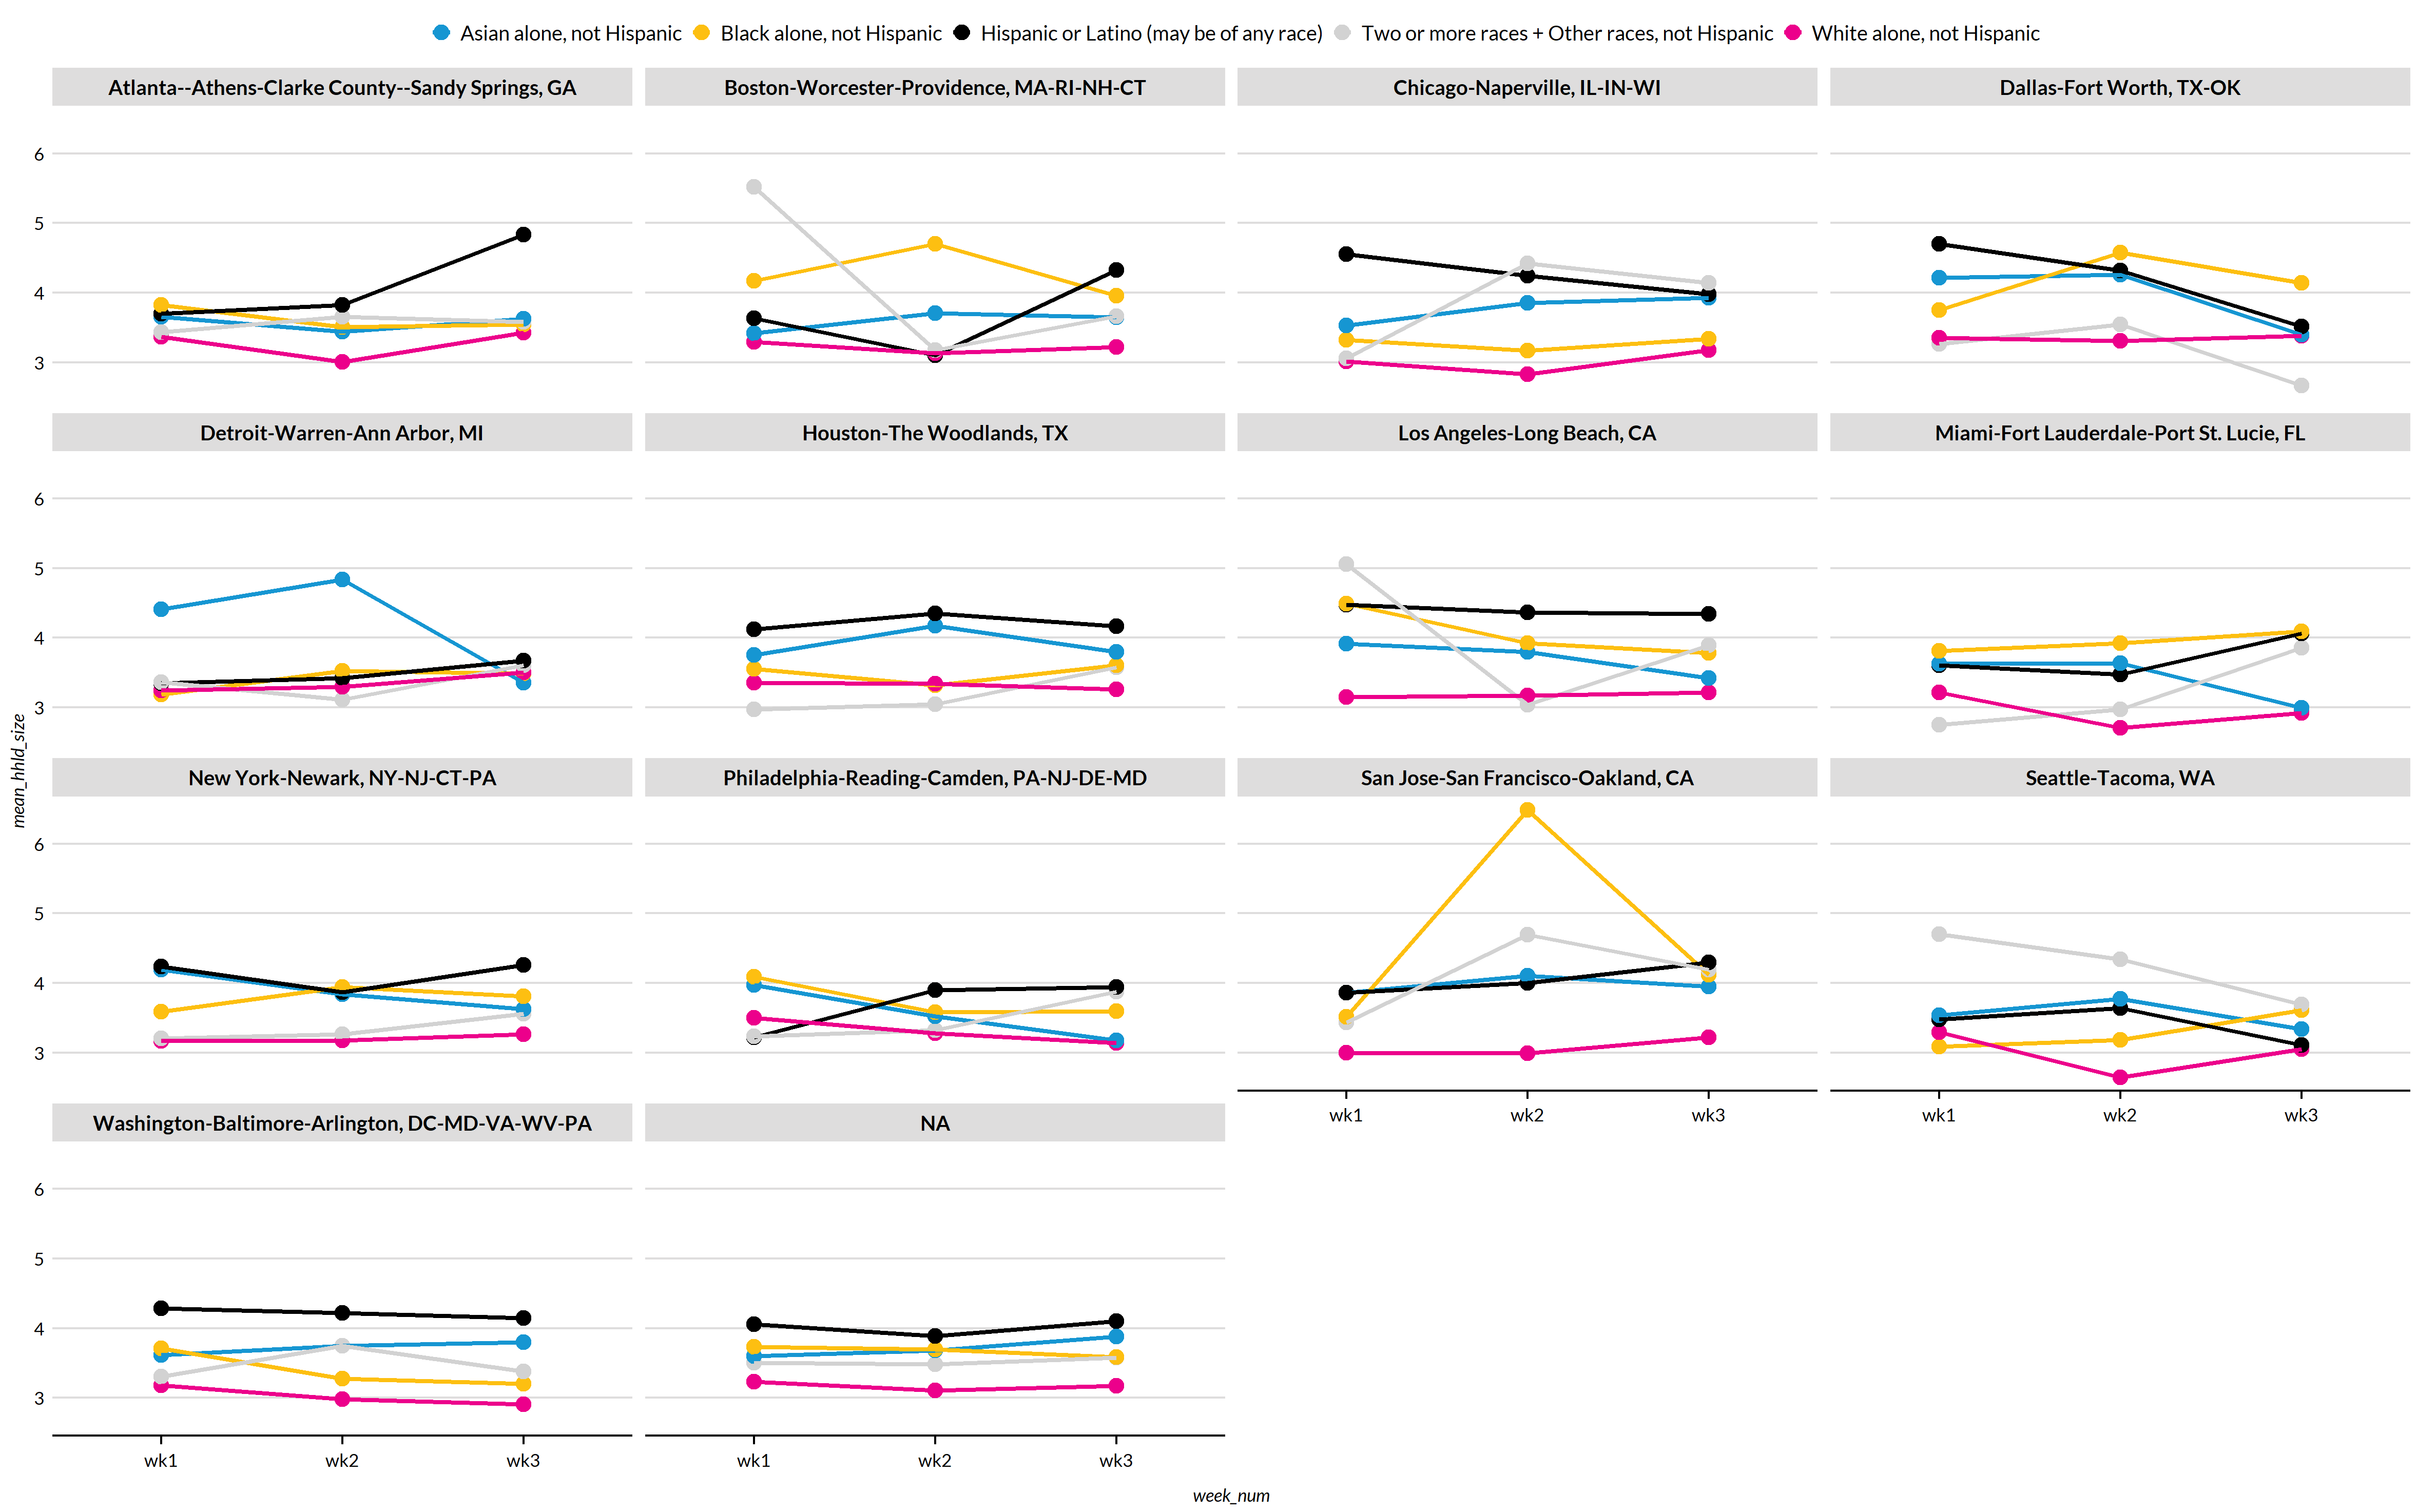 Asian alone, not Hispanic Black alone, not Hispanic Hispanic or Latino (may be of any race) Two or more races + Other races, not Hispanic White alone, not Hispanic
Atlanta--Athens-Clarke County--Sandy Springs, GA
Boston-Worcester-Providence, MA-RI-NH-CT
Chicago-Naperville, IL-IN-WI
Dallas-Fort Worth, TX-OK
6
5
4
3
Detroit-Warren-Ann Arbor, MI
Houston-The Woodlands, TX
Los Angeles-Long Beach, CA
Miami-Fort Lauderdale-Port St. Lucie, FL
6
5
4
3
mean_hhld_size
New York-Newark, NY-NJ-CT-PA
Philadelphia-Reading-Camden, PA-NJ-DE-MD
San Jose-San Francisco-Oakland, CA
Seattle-Tacoma, WA
6
5
4
3
wk1 wk2 wk3
wk1 wk2 wk3
Washington-Baltimore-Arlington, DC-MD-VA-WV-PA
NA
6
5
4
3
wk1 wk2 wk3
wk1 wk2 wk3
week_num